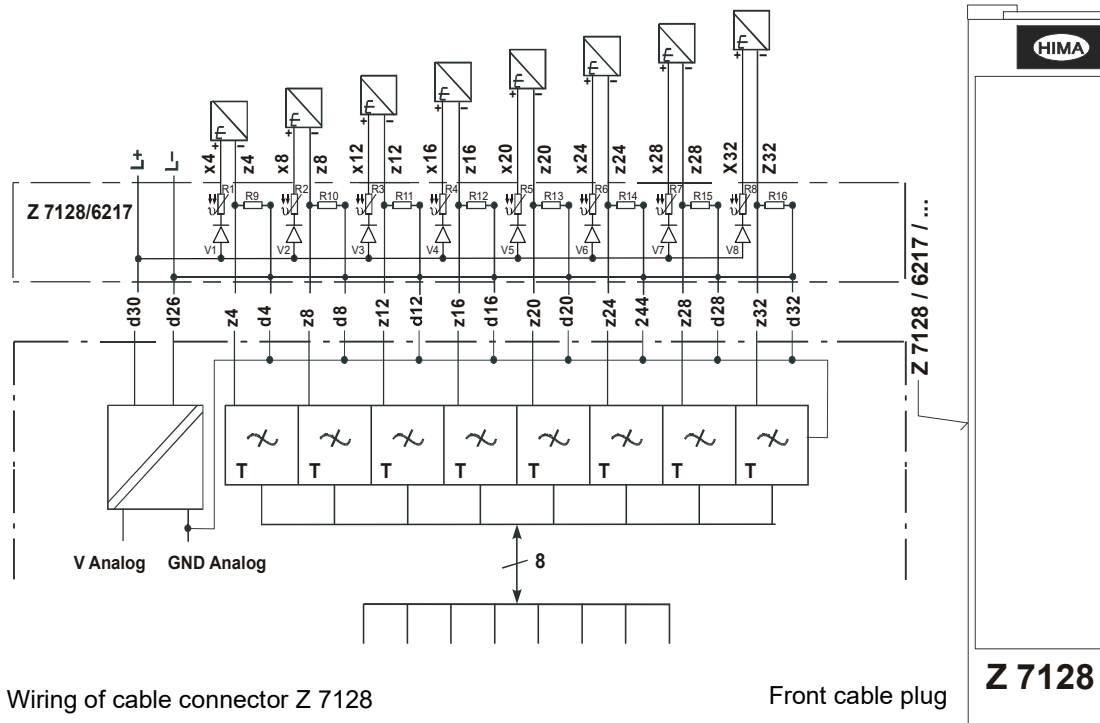 HIMA
L+ L- x4 z4 x8 z8 x12 z12 x16 z16 x20 z20 x24 z24 x28 z28 X32 Z32
+ - + - + - + - + - + - + - + -
Z 7128/6217
R1 R9 R2 R10 R3 R11 R4 R12 R5 R13 R6 R14 R7 R15 R8 R16
V1 V2 V3 V4 V5 V6 V7 V8
Z 7128 / 6217 / ...
d30 d26 z4 d4 z8 d8 z12 d12 z16 d16 z20 d20 z24 244 z28 d28 z32 d32
T T T T T T T T
V Analog GND Analog
8
Wiring of cable connector Z 7128
Front cable plug
Z 7128